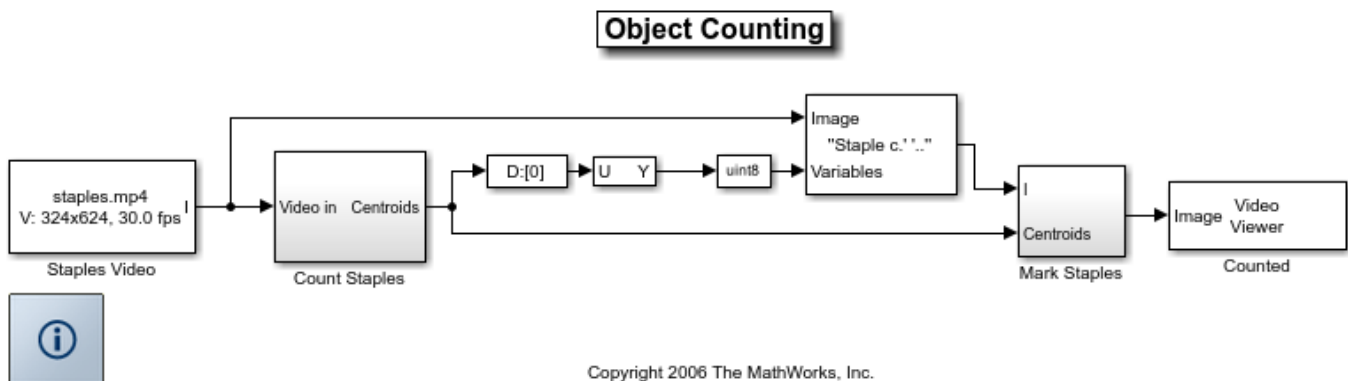 Object Counting
staples.mp4
V: 324x624, 30.0 fps
I
Staples Video
Video in
Centroids
Count Staples
D:[0]
U
Y
uint8
Image
"Staple c.' '.."
Variables
I
Centroids
Mark Staples
Image
Video
Viewer
Counted
Copyright 2006 The MathWorks, Inc.